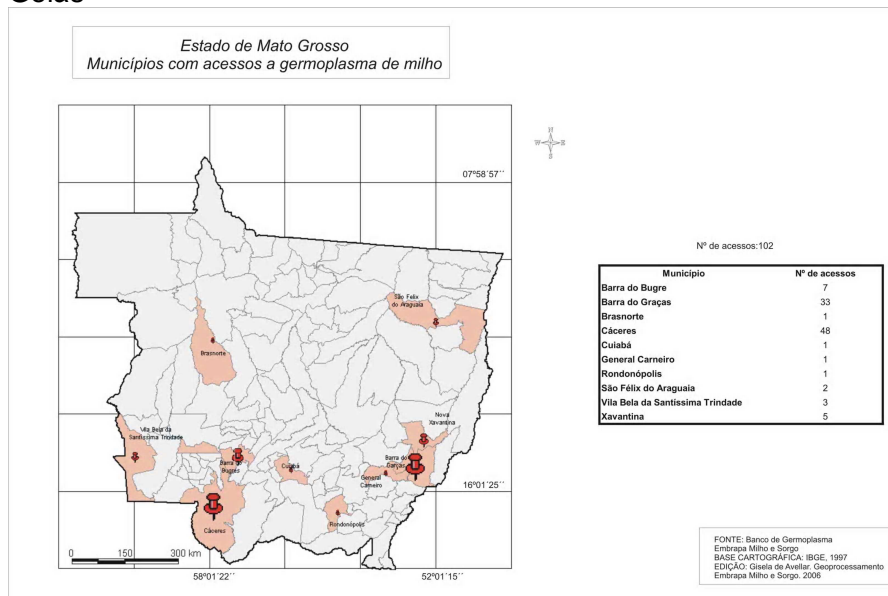 Goiás
Estado de Mato Grosso
Municípios com acessos a germoplasma de milho
N
W E
S
07º58´57´´
Nº de acessos:102
Município Nº de acessos
Barra do Bugre 7
Barra do Graças 33
Brasnorte 1
Cáceres 48
Cuiabá 1
General Carneiro 1
Rondonópolis 1
São Félix do Araguaia 2
Vila Bela da Santíssima Trindade 3
Xavantina 5
São Felix
do Araguaia
Brasnorte
Nova
Xavantina
Vila Bela da
Santíssima Trindade
Barra do
Bugres
Cuiabá
Barra do
Garças
General
Carneiro
16º01´25´´
Cáceres
Rondonópolis
0 150 300 km
58º01´22´´
52º01´15´´
FONTE: Banco de Germoplasma
Embrapa Milho e Sorgo
BASE CARTOGRÁFICA: IBGE, 1997
EDIÇÃO: Gisela de Avellar. Geoprocessamento
Embrapa Milho e Sorgo. 2006